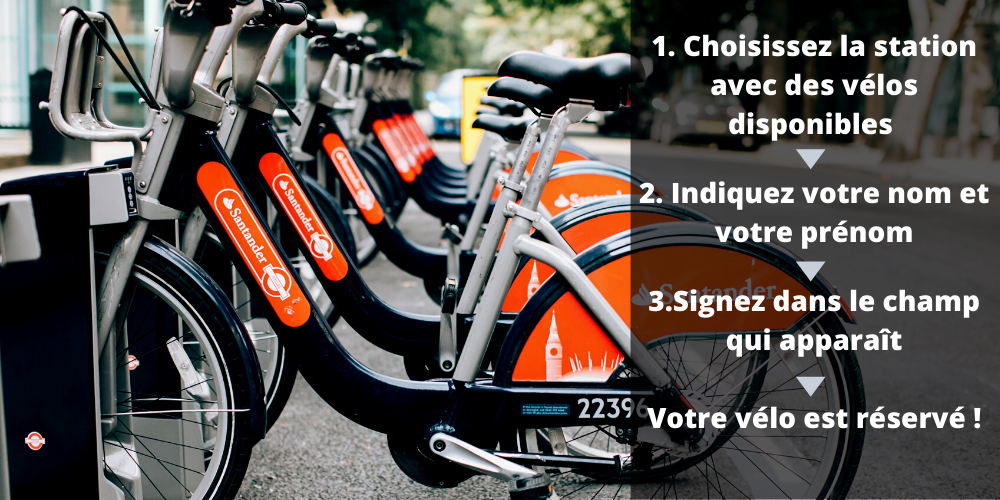 1. Choisissez la station
avec des vélos
disponibles
2. Indiquez votre nom et
votre prénom
3.Signez dans le champ
qui apparaît
Votre vélo est réservé !
Santander
Santander
Santander
22396